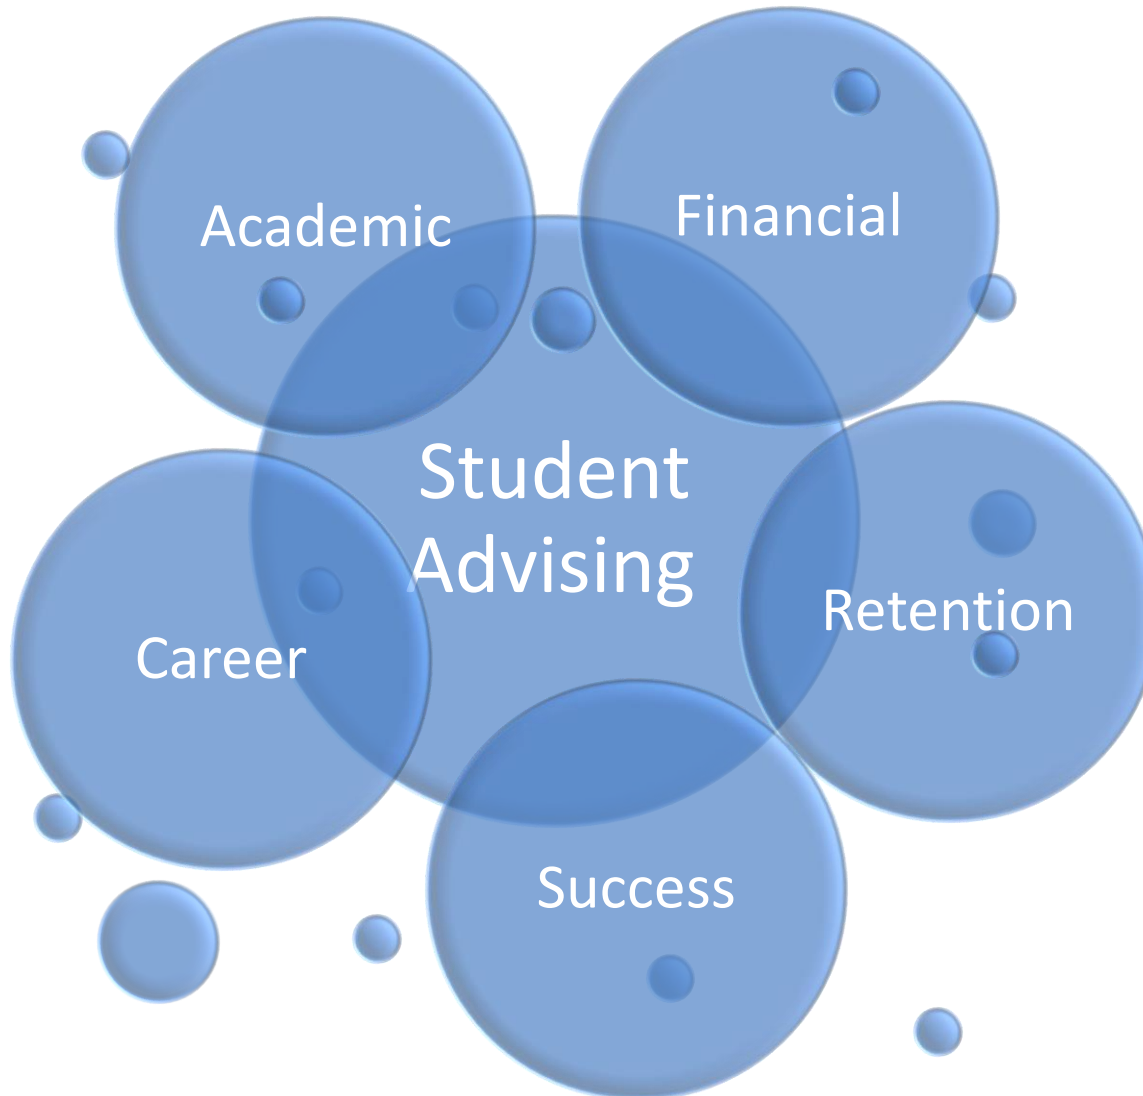 Academic
Financial
Student
Advising
Retention
Career
Success